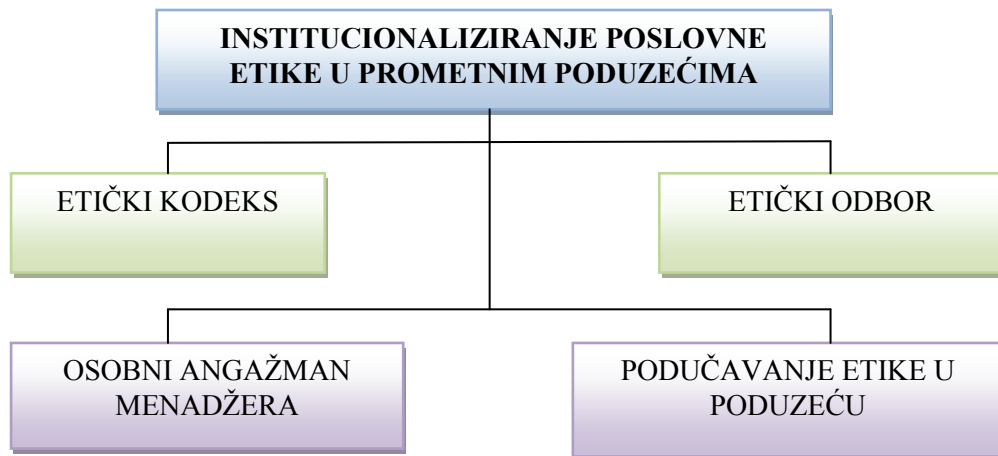 INSTITUCIONALIZIRANJE POSLOVNE
ETIKE U PROMETNIM PODUZEĆIMA
ETIČKI KODEKS
ETIČKI ODBOR
OSOBNI ANGAŽMAN
MENADŽERA
PODUČAVANJE ETIKE U
PODUZEĆU